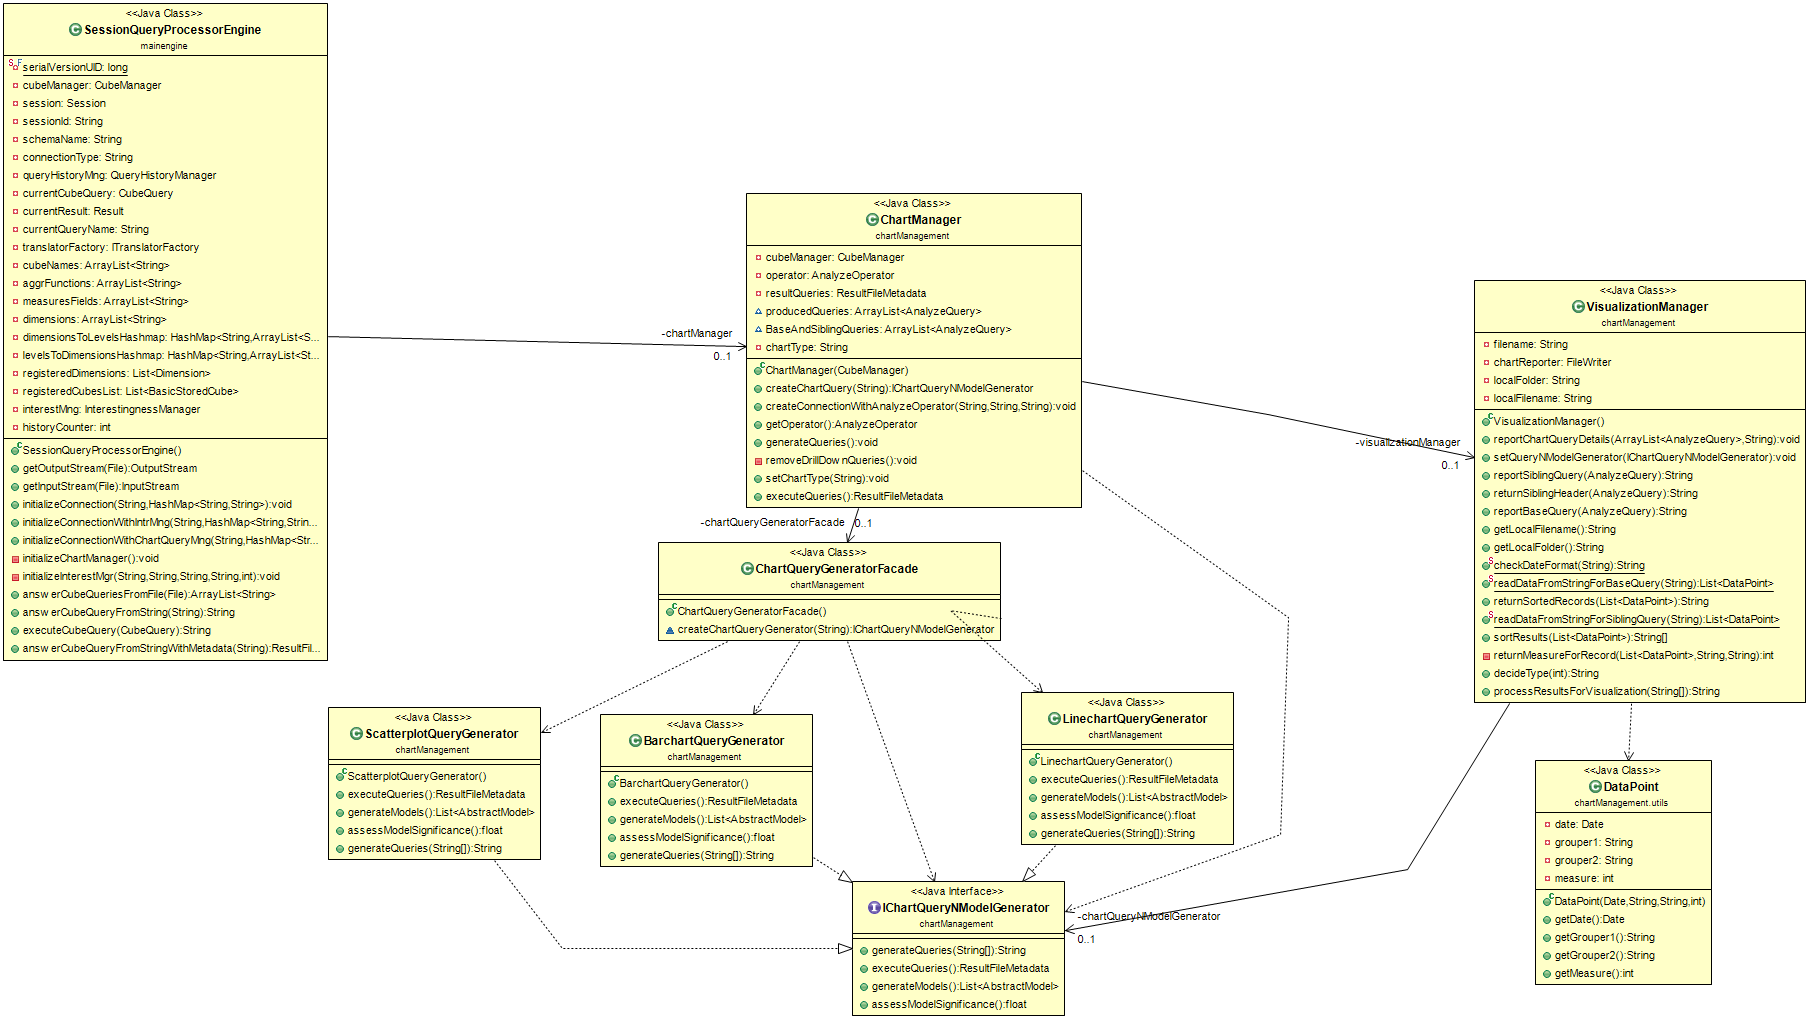 <<Java Class>>
SessionQueryProcessorEngine
mainengine
serialVersionUID: long
cubeManager: CubeManager
session: Session
sessionId: String
schemaName: String
connectionType: String
queryHistoryMng: QueryHistoryManager
currentCubeQuery: CubeQuery
currentResult: Result
currentQueryName: String
translatorFactory: ITranslatorFactory
cubeNames: ArrayList<String>
aggrFunctions: ArrayList<String>
measuresFields: ArrayList<String>
dimensions: ArrayList<String>
dimensionsToLevelsHashmap: HashMap<String,ArrayList<S...
levelsToDimensionsHashmap: HashMap<String,ArrayList<St...
registeredDimensions: List<Dimension>
registeredCubesList: List<BasicStoredCube>
interestMng: InterestingnessManager
historyCounter: int
SessionQueryProcessorEngine()
getOutputStream(File):OutputStream
getInputStream(File):InputStream
initializeConnection(String,HashMap<String,String>):void
initializeConnectionWithIntrMng(String,HashMap<String,Strin...
initializeConnectionWithChartQueryMng(String,HashMap<Str...
initializeChartManager():void
initializeInterestMgr(String,String,String,String,int):void
answerCubeQueriesFromFile(File):ArrayList<String>
answerCubeQueryFromString(String):String
executeCubeQuery(CubeQuery):String
answerCubeQueryFromStringWithMetadata(String):ResultFil...
-chartManager
0..1
<<Java Class>>
ChartManager
chartManagement
cubeManager: CubeManager
operator: AnalyzeOperator
resultQueries: ResultFileMetadata
producedQueries: ArrayList<AnalyzeQuery>
BaseAndSiblingQueries: ArrayList<AnalyzeQuery>
chartType: String
ChartManager(CubeManager)
createChartQuery(String):IChartQueryNModelGenerator
createConnectionWithAnalyzeOperator(String,String,String):void
getOperator():AnalyzeOperator
generateQueries():void
removeDrillDownQueries():void
setChartType(String):void
executeQueries():ResultFileMetadata
-visualizationManager
0..1
<<Java Class>>
VisualizationManager
chartManagement
filename: String
chartReporter: FileWriter
localFolder: String
localFilename: String
VisualizationManager()
reportChartQueryDetails(ArrayList<AnalyzeQuery>,String):void
setQueryNModelGenerator(IChartQueryNModelGenerator):void
reportSiblingQuery(AnalyzeQuery):String
returnSiblingHeader(AnalyzeQuery):String
reportBaseQuery(AnalyzeQuery):String
getLocalFilename():String
getLocalFolder():String
checkDateFormat(String):String
readDataFromStringForBaseQuery(String):List<DataPoint>
returnSortedRecords(List<DataPoint>):String
readDataFromStringForSiblingQuery(String):List<DataPoint>
sortResults(List<DataPoint>):String[]
returnMeasureForRecord(List<DataPoint>,String,String):int
decideType(int):String
processResultsForVisualization(String[]):String
-chartQueryGeneratorFacade
0..1
<<Java Class>>
ChartQueryGeneratorFacade
chartManagement
ChartQueryGeneratorFacade()
createChartQueryGenerator(String):IChartQueryNModelGenerator
<<Java Class>>
ScatterplotQueryGenerator
chartManagement
ScatterplotQueryGenerator()
executeQueries():ResultFileMetadata
generateModels():List<AbstractModel>
assessModelSignificance():float
generateQueries(String[]):String
<<Java Class>>
BarchartQueryGenerator
chartManagement
BarchartQueryGenerator()
executeQueries():ResultFileMetadata
generateModels():List<AbstractModel>
assessModelSignificance():float
generateQueries(String[]):String
<<Java Class>>
LinechartQueryGenerator
chartManagement
LinechartQueryGenerator()
executeQueries():ResultFileMetadata
generateModels():List<AbstractModel>
assessModelSignificance():float
generateQueries(String[]):String
<<Java Class>>
DataPoint
chartManagement.utils
date: Date
grouper1: String
grouper2: String
measure: int
DataPoint(Date,String,String,int)
getDate():Date
getGrouper1():String
getGrouper2():String
getMeasure():int
<<Java Interface>>
IChartQueryNModelGenerator
chartManagement
generateQueries(String[]):String
executeQueries():ResultFileMetadata
generateModels():List<AbstractModel>
assessModelSignificance():float
-chartQueryNModelGenerator
0..1